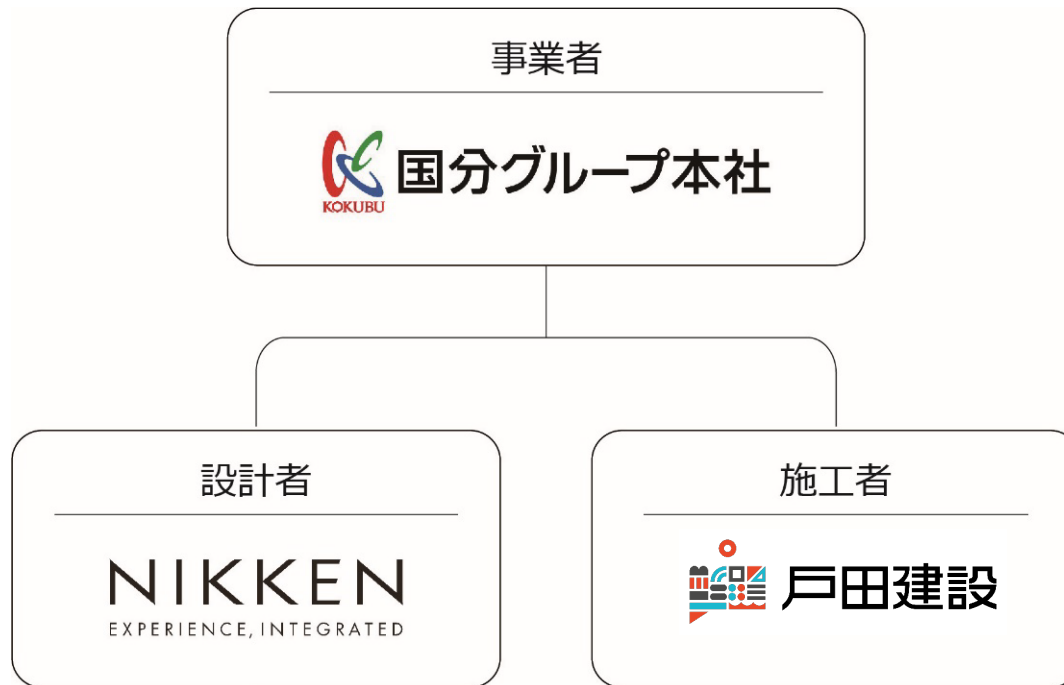 事業者
KOKUBU 国分グループ本社
設計者
施工者
NIKKEN
EXPERIENCE, INTEGRATED
戸田建設